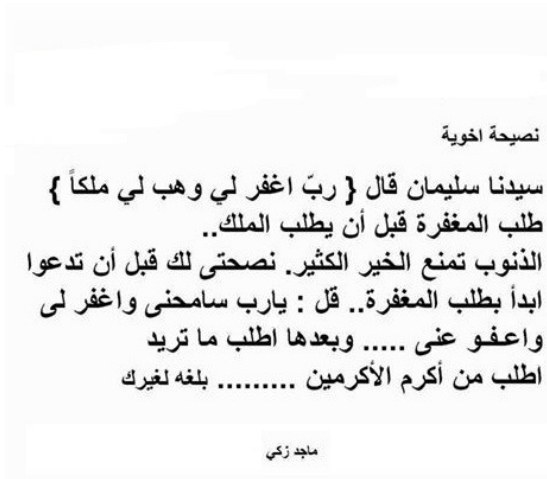 نصيحة اخوية
سيدنا سليمان قال { ربّ اغفر لي وهب لي ملكاً }
طلب المغفرة قبل أن يطلب الملك..
الذنوب تمنع الخير الكثير. نصحتى لك قبل أن تدعوا
ابدأ بطلب المغفرة.. قل : يارب سامحنى واغفر لى
واعـفـو عنى ..... وبعدها اطلب ما تريد
اطلب من أكرم الأكرمين ......... بلغه لغيرك
ماجد زكي